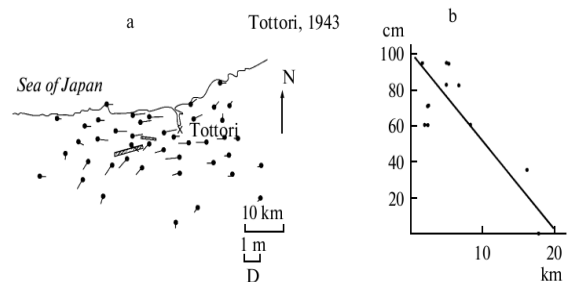 a
Tottori, 1943
Sea of Japan
N
Tottori
10 km
1 m
D
b
cm
100
80
60
40
20
10
20
km